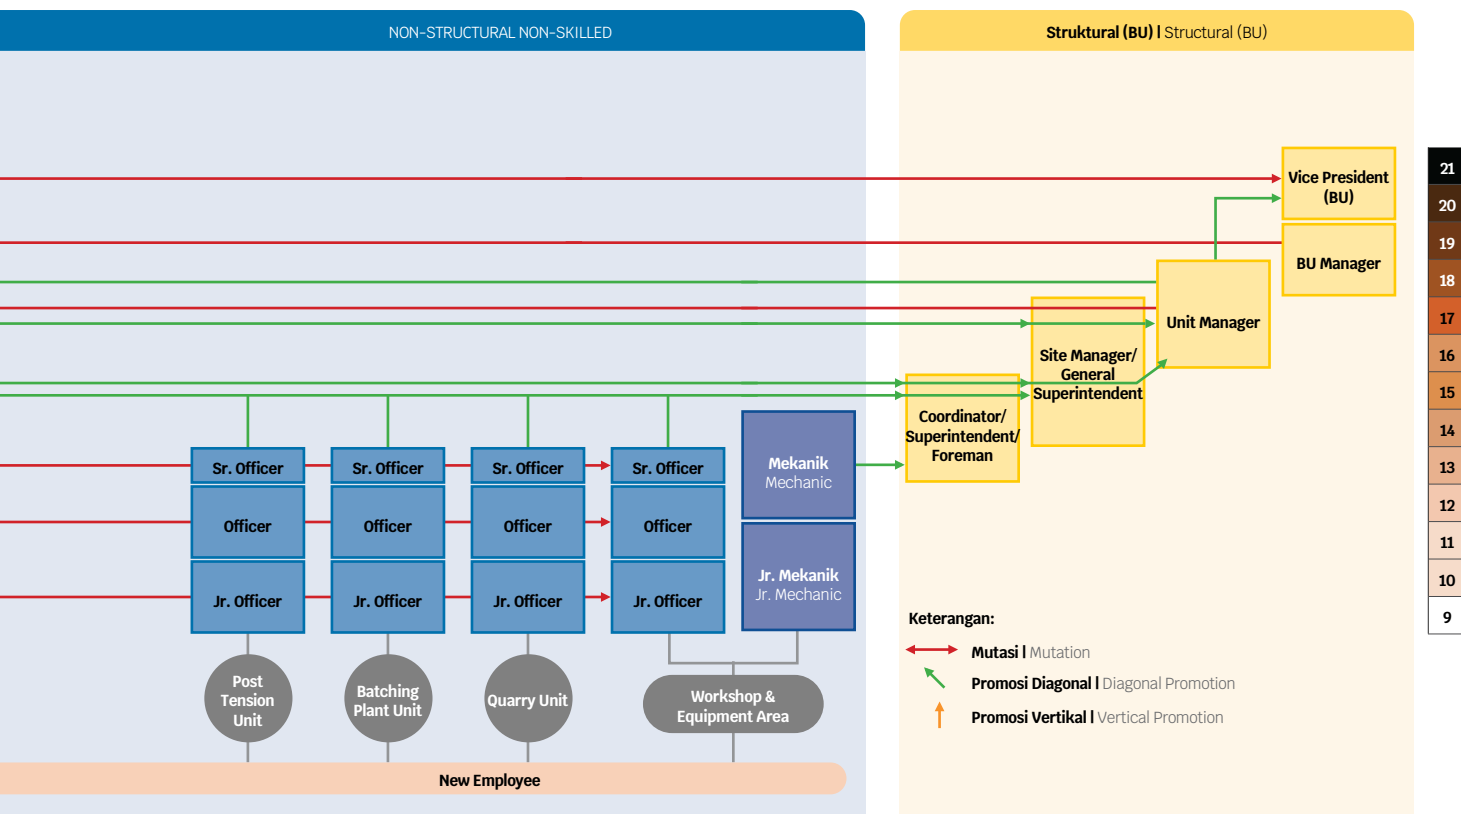 NON-STRUCTURAL NON-SKILLED
Struktural (BU) | Structural (BU)
Vice President
(BU)
BU Manager
Unit Manager
Site Manager/
General
Superintendent
Coordinator/
Superintendent/
Foreman
21
20
19
18
17
16
15
14
13
12
11
10
9
Sr. Officer
Sr. Officer
Sr. Officer
Sr. Officer
Mekanik
Mechanic
Officer
Officer
Officer
Officer
Jr. Officer
Jr. Officer
Jr. Officer
Jr. Officer
Jr. Mekanik
Jr. Mechanic
Post
Tension
Unit
Batching
Plant Unit
Quarry Unit
Workshop &
Equipment Area
New Employee
Keterangan:
Mutasi | Mutation
Promosi Diagonal | Diagonal Promotion
Promosi Vertikal | Vertical Promotion